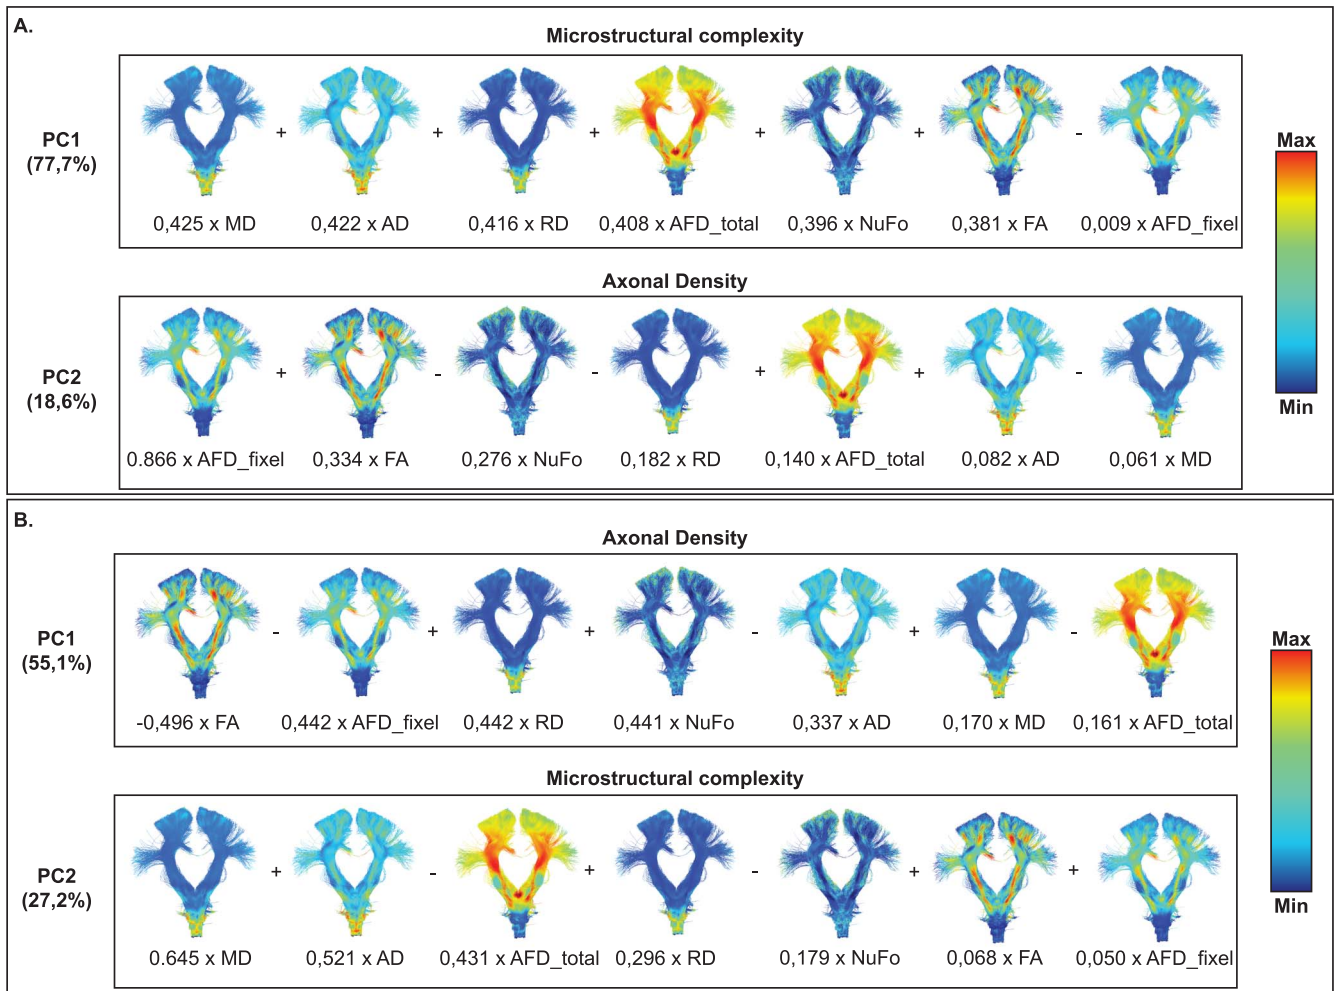 A.
Microstructural complexity
PC1
(77,7%)
+ + + + + -
0,425 x MD 0,422 x AD 0,416 x RD 0,408 x AFD_total 0,396 x NuFo 0,381 x FA 0,009 x AFD_fixel
Max
Min
Axonal Density
PC2
(18,6%)
+ - - + + -
0.866 x AFD_fixel 0,334 x FA 0,276 x NuFo 0,182 x RD 0,140 x AFD_total 0,082 x AD 0,061 x MD
B.
Axonal Density
PC1
(55,1%)
- + + - + -
-0,496 x FA 0,442 x AFD_fixel 0,442 x RD 0,441 x NuFo 0,337 x AD 0,170 x MD 0,161 x AFD_total
Max
Min
Microstructural complexity
PC2
(27,2%)
+ - + - + +
0.645 x MD 0,521 x AD 0,431 x AFD_total 0,296 x RD 0,179 x NuFo 0,068 x FA 0,050 x AFD_fixel